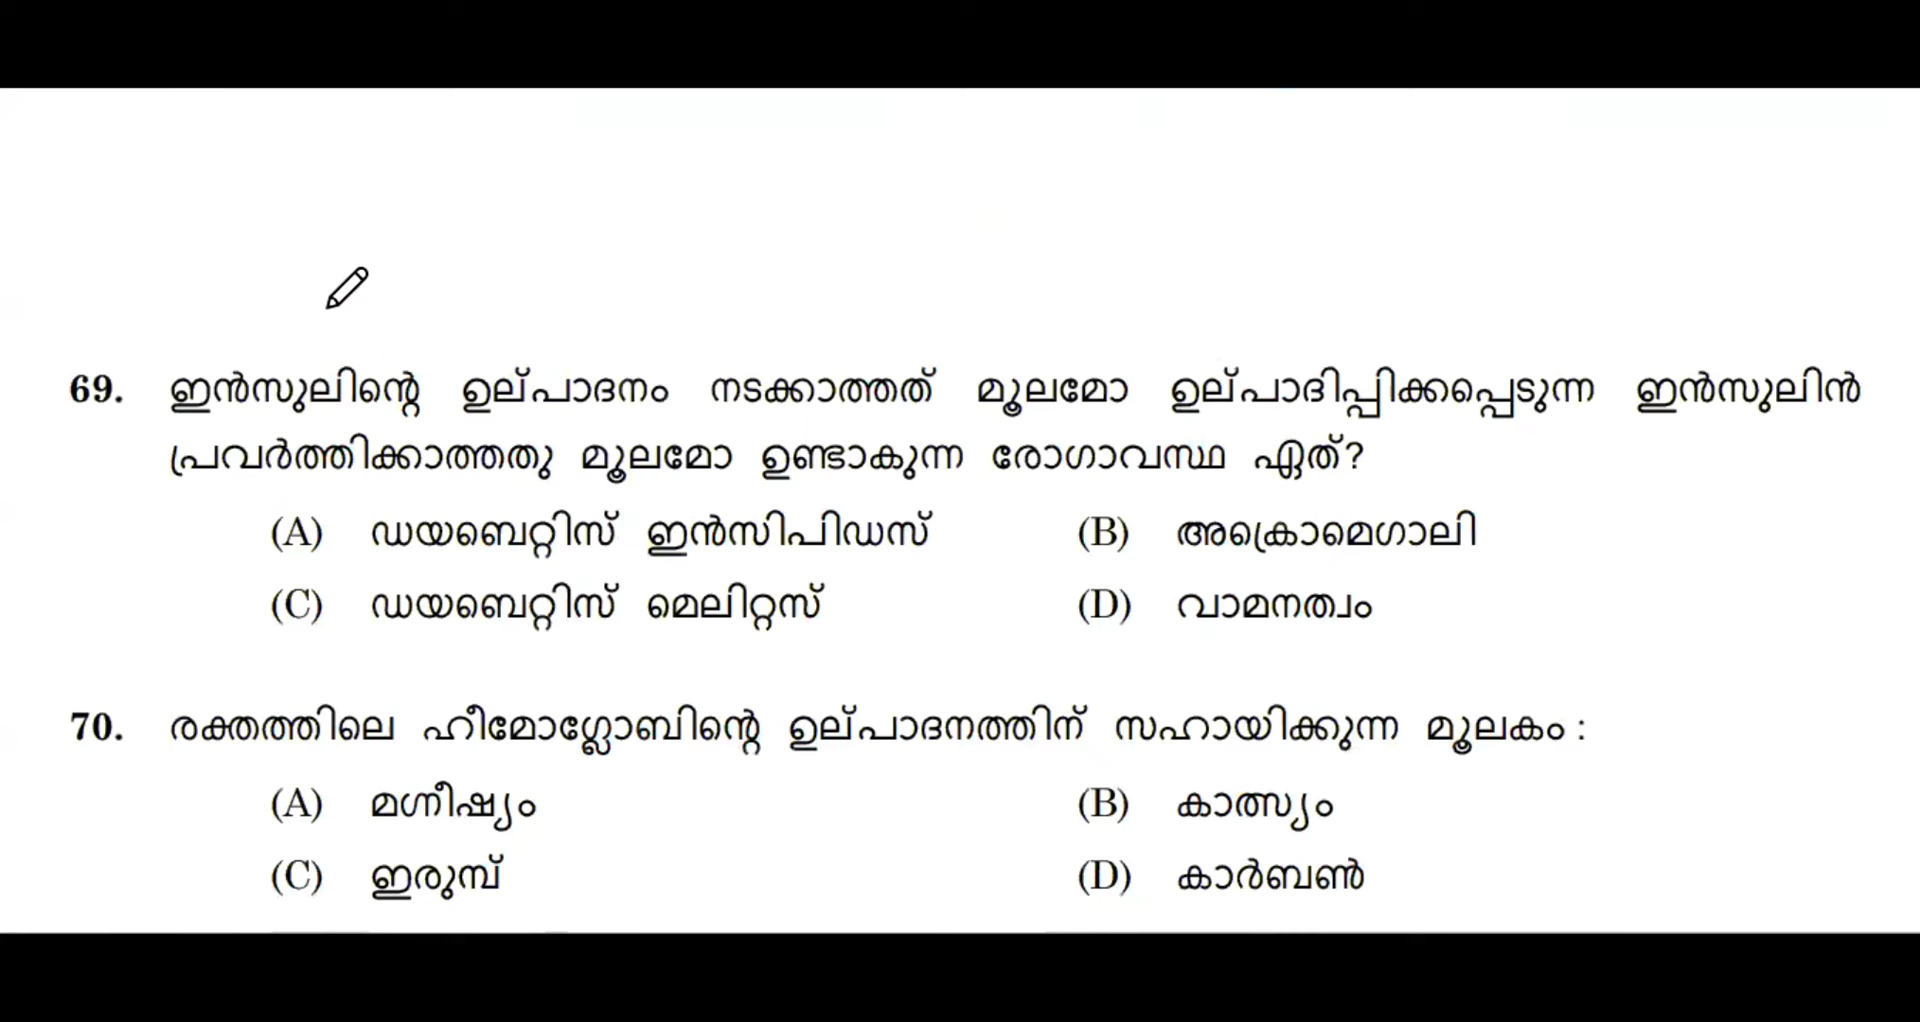 69. ഇൻസുലിന്റെ ഉല്പാദനം നടക്കാത്തത് മൂലമോ ഉല്പാദിപ്പിക്കപ്പെടുന്ന ഇൻസുലിൻ
പ്രവർത്തിക്കാത്തതു മൂലമോ ഉണ്ടാകുന്ന രോഗാവസ്ഥ ഏത്?
(A) ഡയബെറ്റിസ് ഇൻസിപിഡസ് (B) അക്രൊമെഗാലി
(C) ഡയബെറ്റിസ് മെലിറ്റസ് (D) വാമനത്വം
70. രക്തത്തിലെ ഹീമോഗ്ലോബിന്റെ ഉല്പാദനത്തിന് സഹായിക്കുന്ന മൂലകം :
(A) മഗ്നീഷ്യം (B) കാത്സ്യം
(C) ഇരുമ്പ് (D) കാർബൺ